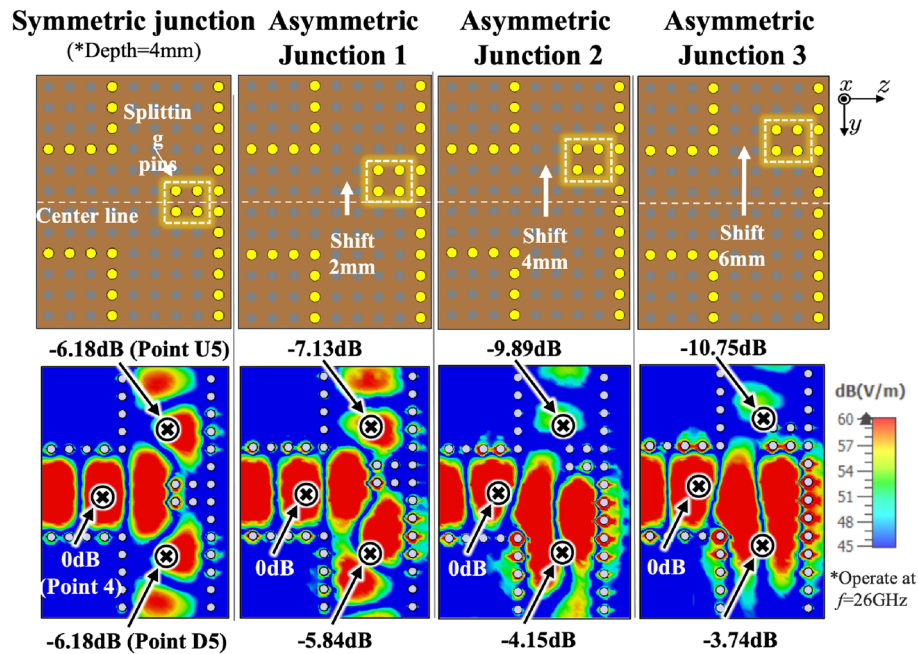 Symmetric junction
(*Depth=4mm)
Asymmetric
Junction 1
Asymmetric
Junction 2
Asymmetric
Junction 3
Splittin
g
pins
Center line
Shift
2mm
Shift
4mm
Shift
6mm
x
z
y
-6.18dB (Point U5)
-7.13dB
-9.89dB
-10.75dB
0dB
(Point 4)
0dB
0dB
0dB
-6.18dB (Point D5)
-5.84dB
-4.15dB
-3.74dB
dB(V/m)
60
57
54
51
48
45
*Operate at
f=26GHz